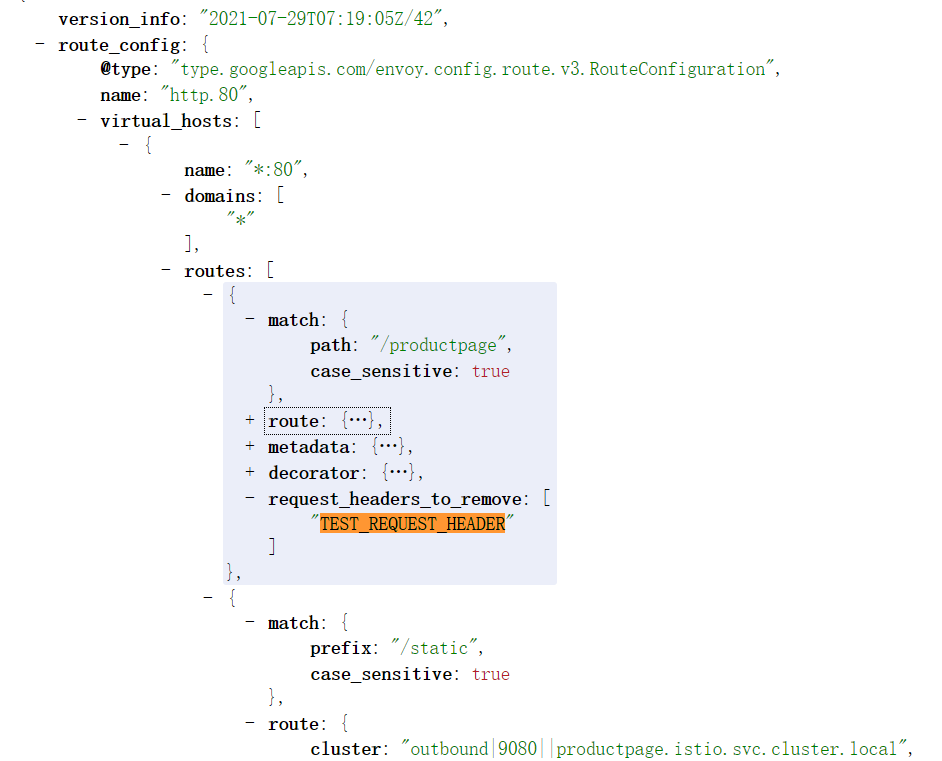 version_info: "2021-07-29T07:19:05Z/42",
- route_config: {
@type: "type.googleapis.com/envoy.config.route.v3.RouteConfiguration",
name: "http.80",
- virtual_hosts: [
- {
name: "*:80",
- domains: [
"*"
],
- routes: [
- {
- match: {
path: "/productpage",
case_sensitive: true
},
+ route: {…},
+ metadata: {…},
+ decorator: {…},
- request_headers_to_remove: [
"TEST_REQUEST_HEADER"
]
},
- {
- match: {
prefix: "/static",
case_sensitive: true
},
- route: {
cluster: "outbound|9080||productpage.istio.svc.cluster.local",